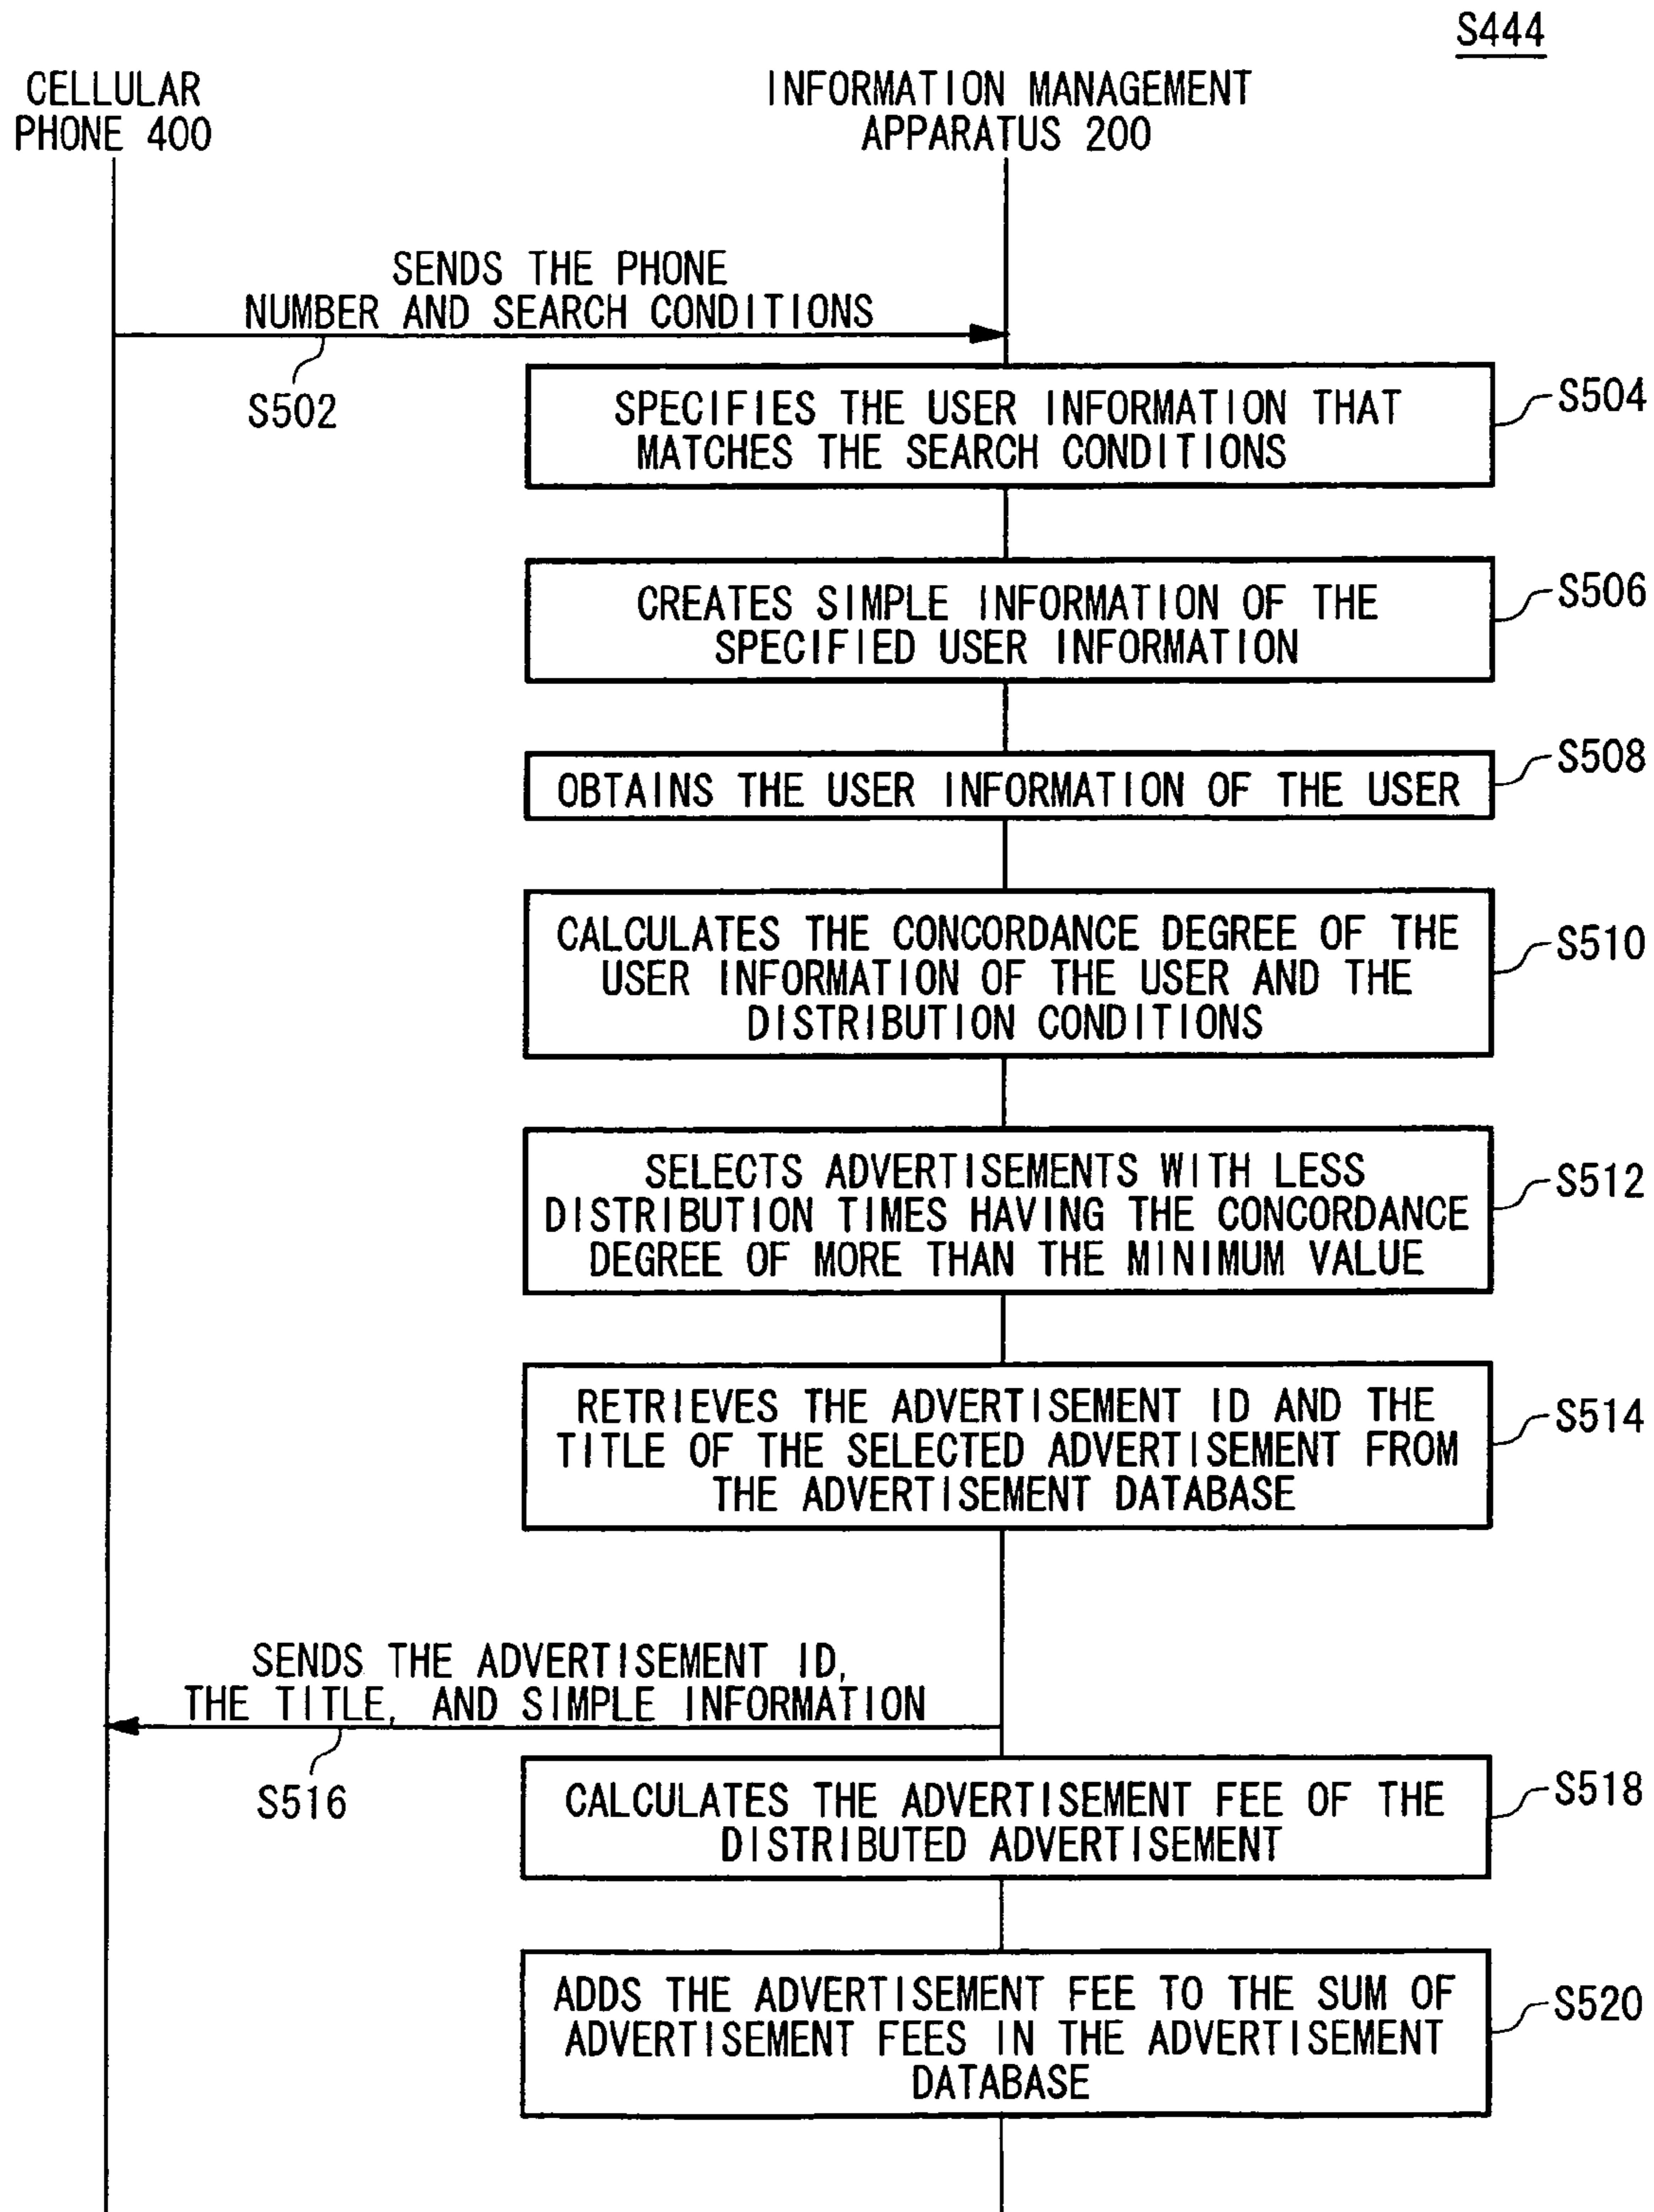 S444
CELLULAR
PHONE 400
INFORMATION MANAGEMENT
APPARATUS 200
SENDS THE PHONE
NUMBER AND SEARCH CONDITIONS
S502
SPECIFIES THE USER INFORMATION THAT
MATCHES THE SEARCH CONDITIONS
S504
CREATES SIMPLE INFORMATION OF THE
SPECIFIED USER INFORMATION
S506
OBTAINS THE USER INFORMATION OF THE USER
S508
CALCULATES THE CONCORDANCE DEGREE OF THE
USER INFORMATION OF THE USER AND THE
DISTRIBUTION CONDITIONS
S510
SELECTS ADVERTISEMENTS WITH LESS
DISTRIBUTION TIMES HAVING THE CONCORDANCE
DEGREE OF MORE THAN THE MINIMUM VALUE
S512
RETRIEVES THE ADVERTISEMENT ID AND THE
TITLE OF THE SELECTED ADVERTISEMENT FROM
THE ADVERTISEMENT DATABASE
S514
SENDS THE ADVERTISEMENT ID,
THE TITLE, AND SIMPLE INFORMATION
S516
CALCULATES THE ADVERTISEMENT FEE OF THE
DISTRIBUTED ADVERTISEMENT
S518
ADDS THE ADVERTISEMENT FEE TO THE SUM OF
ADVERTISEMENT FEES IN THE ADVERTISEMENT
DATABASE
S520